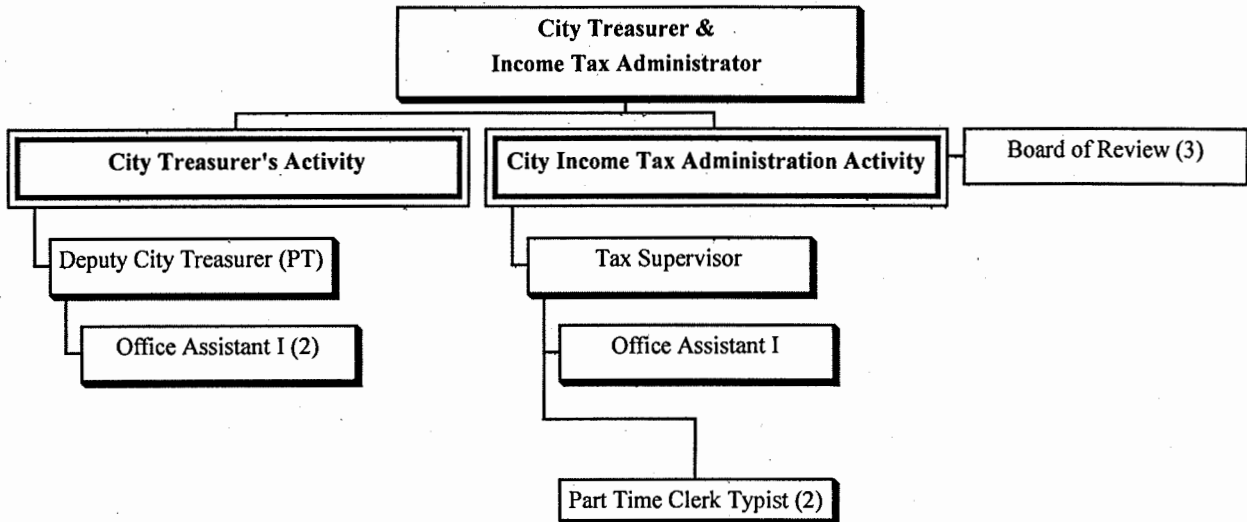 City Treasurer &
Income Tax Administrator
City Treasurer's Activity
City Income Tax Administration Activity
Board of Review (3)
Deputy City Treasurer (PT)
Tax Supervisor
Office Assistant I (2)
Office Assistant I
Part Time Clerk Typist (2)